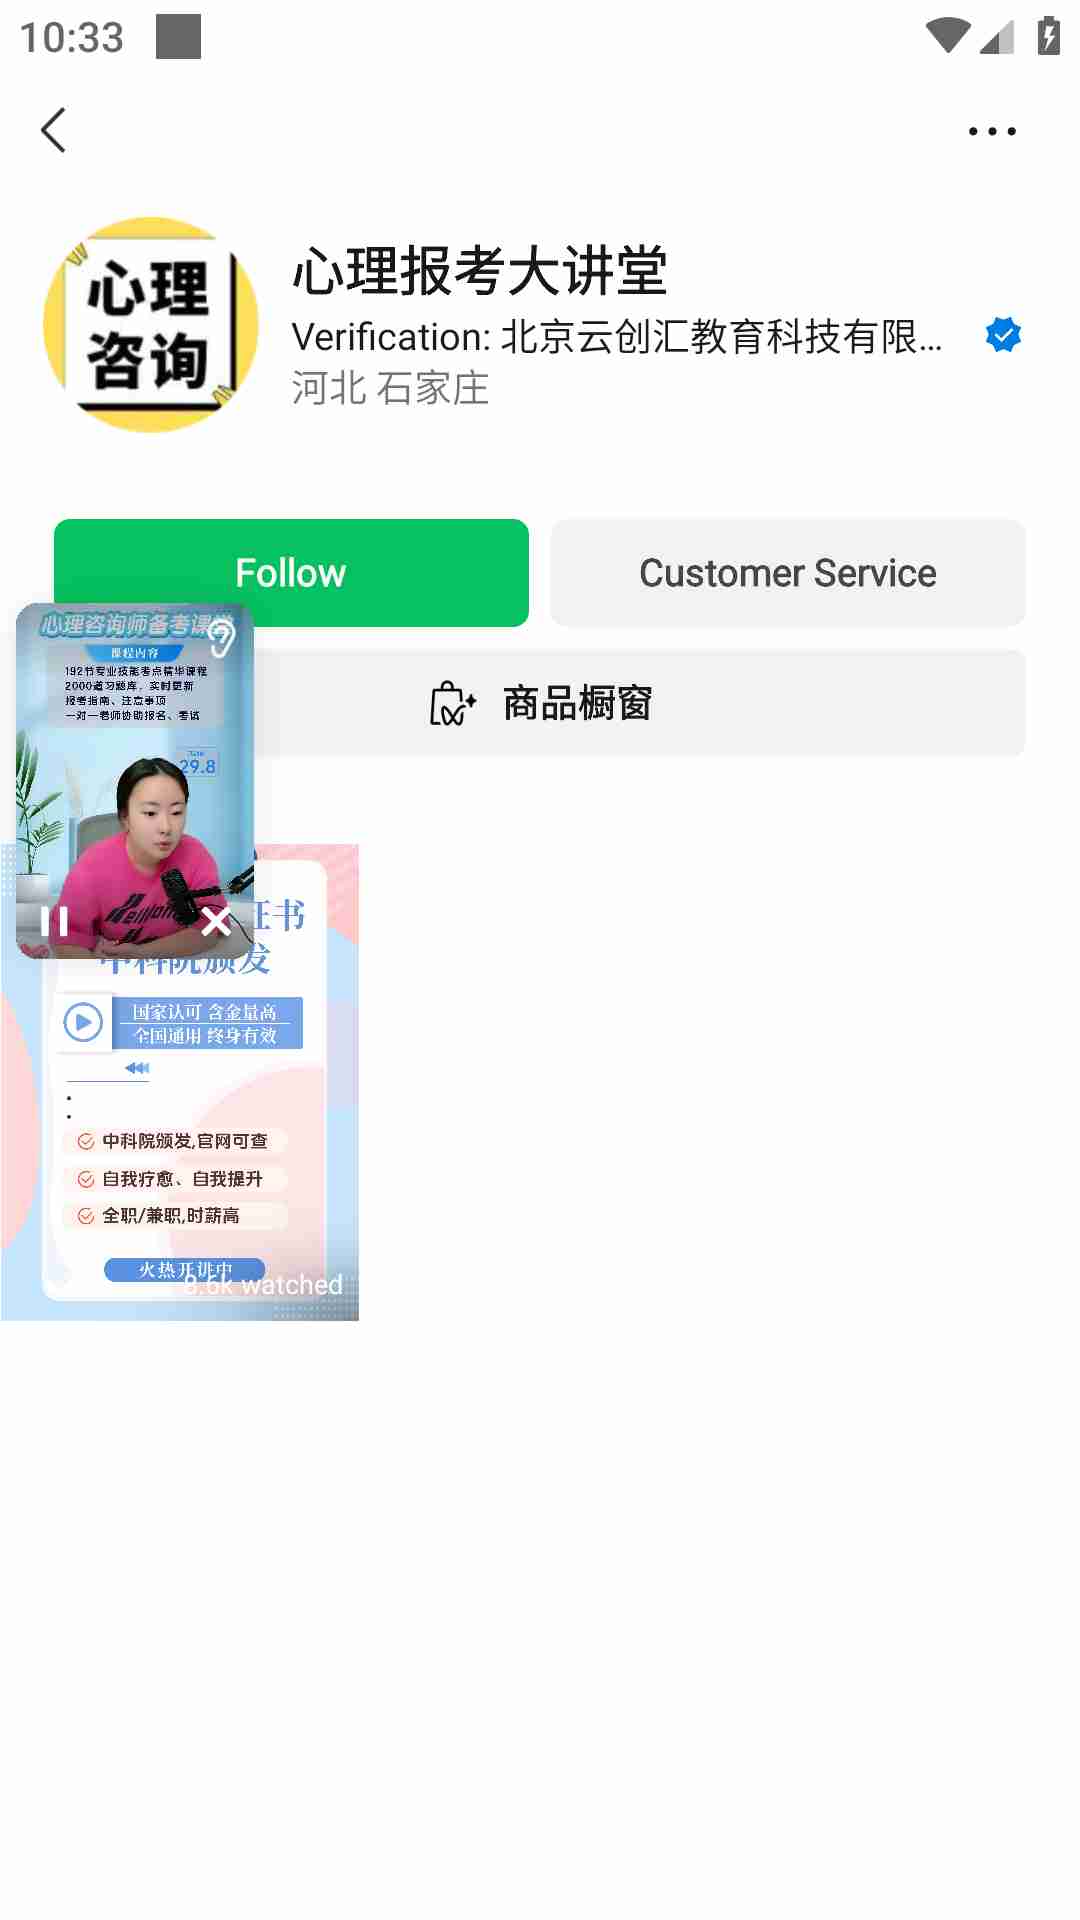 10:33
心理
咨询
心理报考大讲堂
Verification: 北京云创汇教育科技有限...
河北 石家庄
Follow
Customer Service
商品橱窗
心理咨询师备考课堂
课程内容
192节专业技能考点精华课程
2000道习题库，实时更新
报考指南、注意事项
一对一老师协助报名、考试
29.8
证书
中科院颁发
国家认可 含金量高
全国通用 终身有效
中科院颁发,官网可查
自我疗愈、自我提升
全职/兼职,时薪高
火热开讲中
8.6k watched